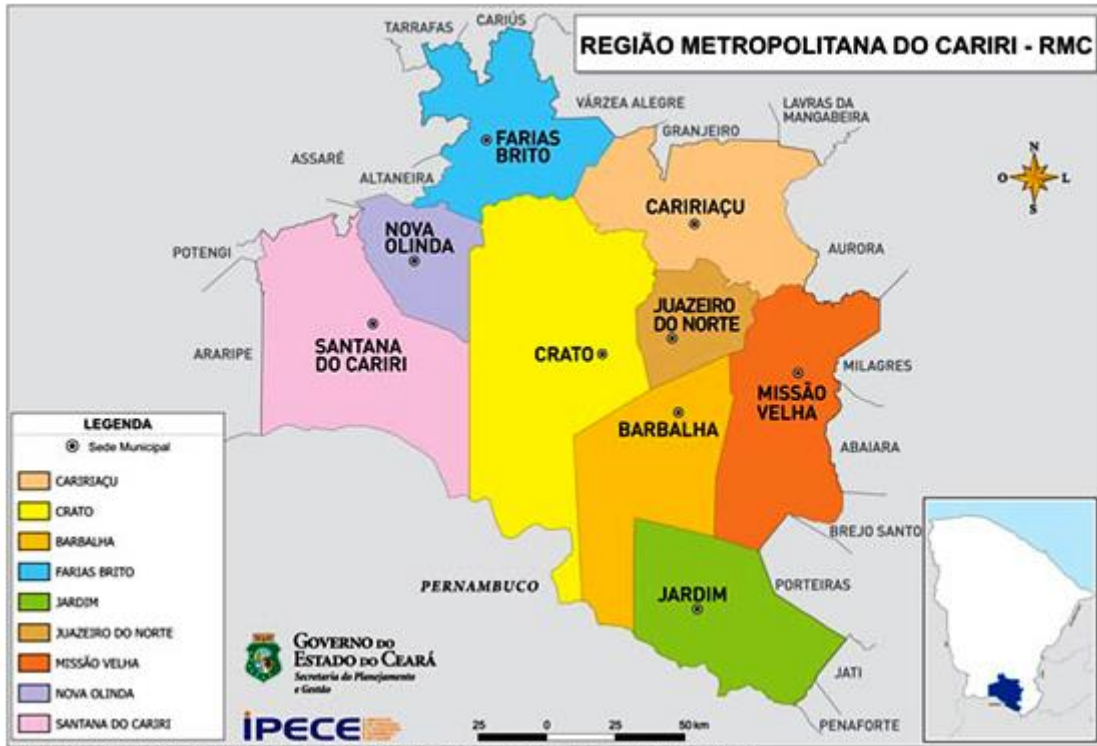 REGIÃO METROPOLITANA DO CARIRI - RMC
TARRAFAS
CARIÚS
VÁRZEA ALEGRE
GRANJEIRO
LAVRAS DA
MANGABEIRA
FARIAS
BRITO
ASSARÉ
ALTANEIRA
N
O
L
S
CARIRIAÇU
NOVA
OLINDA
POTENGI
AURORA
JUAZEIRO
DO NORTE
SANTANA
DO CARIRI
CRATO
ARARIPE
MILAGRES
MISSÃO
VELHA
BARBALHA
ABAIARA
BREJO SANTO
PERNAMBUCO
JARDIM
PORTEIRAS
JATI
PENAFORTE
LEGENDA
Sede Municipal
CARIRIAÇU
CRATO
BARBALHA
FARIAS BRITO
JARDIM
JUAZEIRO DO NORTE
MISSÃO VELHA
NOVA OLINDA
SANTANA DO CARIRI
GOVERNO DO
ESTADO DO CEARÁ
Secretaria do Planejamento
e Gestão
IPECE
25
0
25
50 km